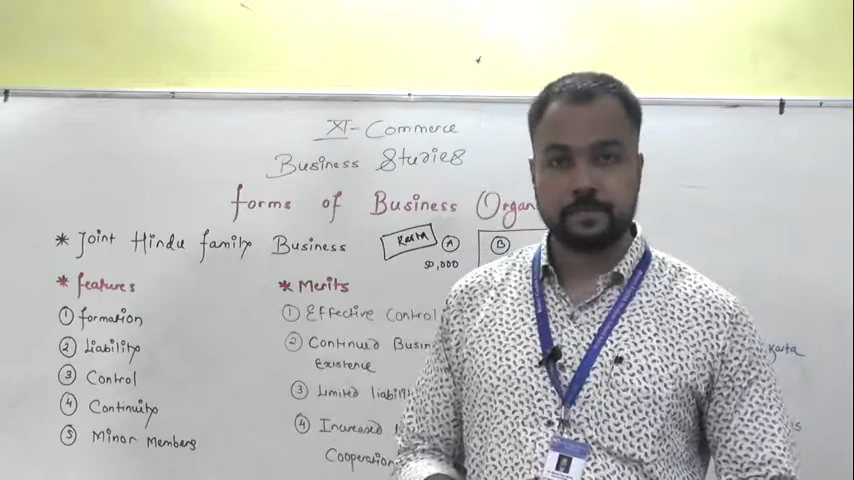 XI- Commerce
Business Studies
forms of Business Organ
* Joint Hindu family Business
Karta A B
50,000
* features
① formation
② Liability
③ Control
④ Continuity
⑤ Minor Members
* Merits
① Effective Control
② Continued Busin
Existence
③ Limited liabilit
④ Increased
Cooperation
Karta